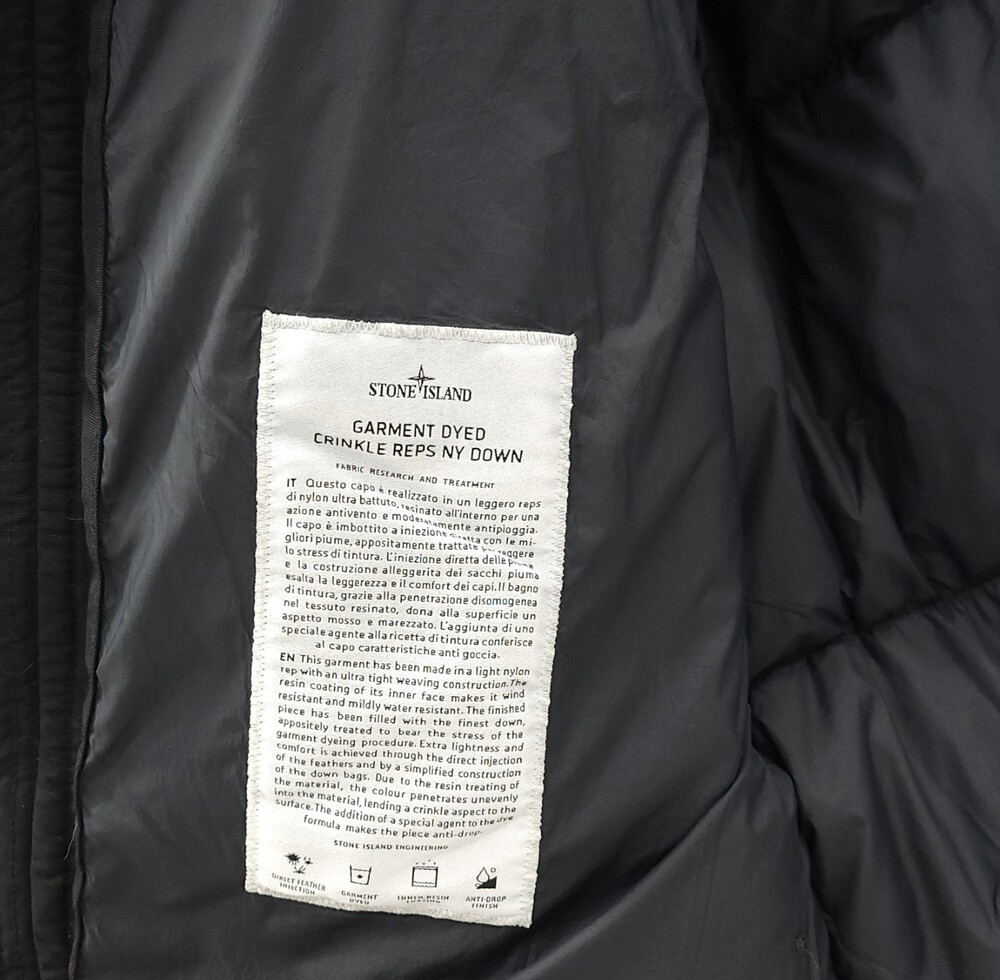 STONE ISLAND
GARMENT DYED
CRINKLE REPS NY DOWN
FABRIC RESEARCH AND TREATMENT
IT Questo capo è realizzato in un leggero reps
di nylon ultra battuto, resinato all'interno per una
azione antivento e moderatamente antipioggia.
Il capo è imbottito a iniezione diretta con le mi-
gliori piume, appositamente trattate per reggere
lo stress di tintura. L'iniezione diretta delle piume
e la costruzione alleggerita dei sacchi piuma
esalta la leggerezza e il comfort dei capi. Il bagno
di tintura, grazie alla penetrazione disomogenea
nel tessuto resinato, dona alla superficie un
aspetto mosso e marezzato. L'aggiunta di uno
speciale agente alla ricetta di tintura conferisce
al capo caratteristiche anti goccia.
EN This garment has been made in a light nylon
rep with an ultra tight weaving construction. The
resin coating of its inner face makes it wind
resistant and mildly water resistant. The finished
piece has been filled with the finest down,
appositely treated to bear the stress of the
garment dyeing procedure. Extra lightness and
comfort is achieved through the direct injection
of the feathers and by a simplified construction
of the down bags. Due to the resin treating of
the material, the colour penetrates unevenly
into the material, lending a crinkle aspect to the
surface. The addition of a special agent to the dye
formula makes the piece anti-drop.
STONE ISLAND ENGINEERING
DIRECT FEATHER
INJECTION
GARMENT
DYED
INNER RESIN
COATING
ANTI-DROP
FINISH